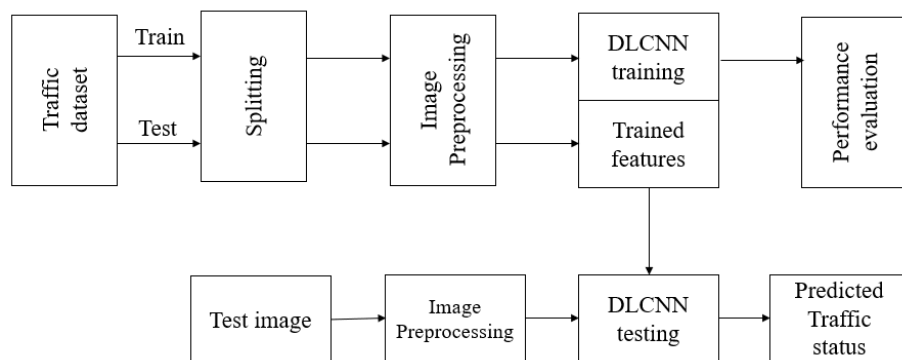 Traffic
dataset
Train
Test
Splitting
Image
Preprocessing
DLCNN
training
Trained
features
Performance
evaluation
Test image
Image
Preprocessing
DLCNN
testing
Predicted
Traffic
status